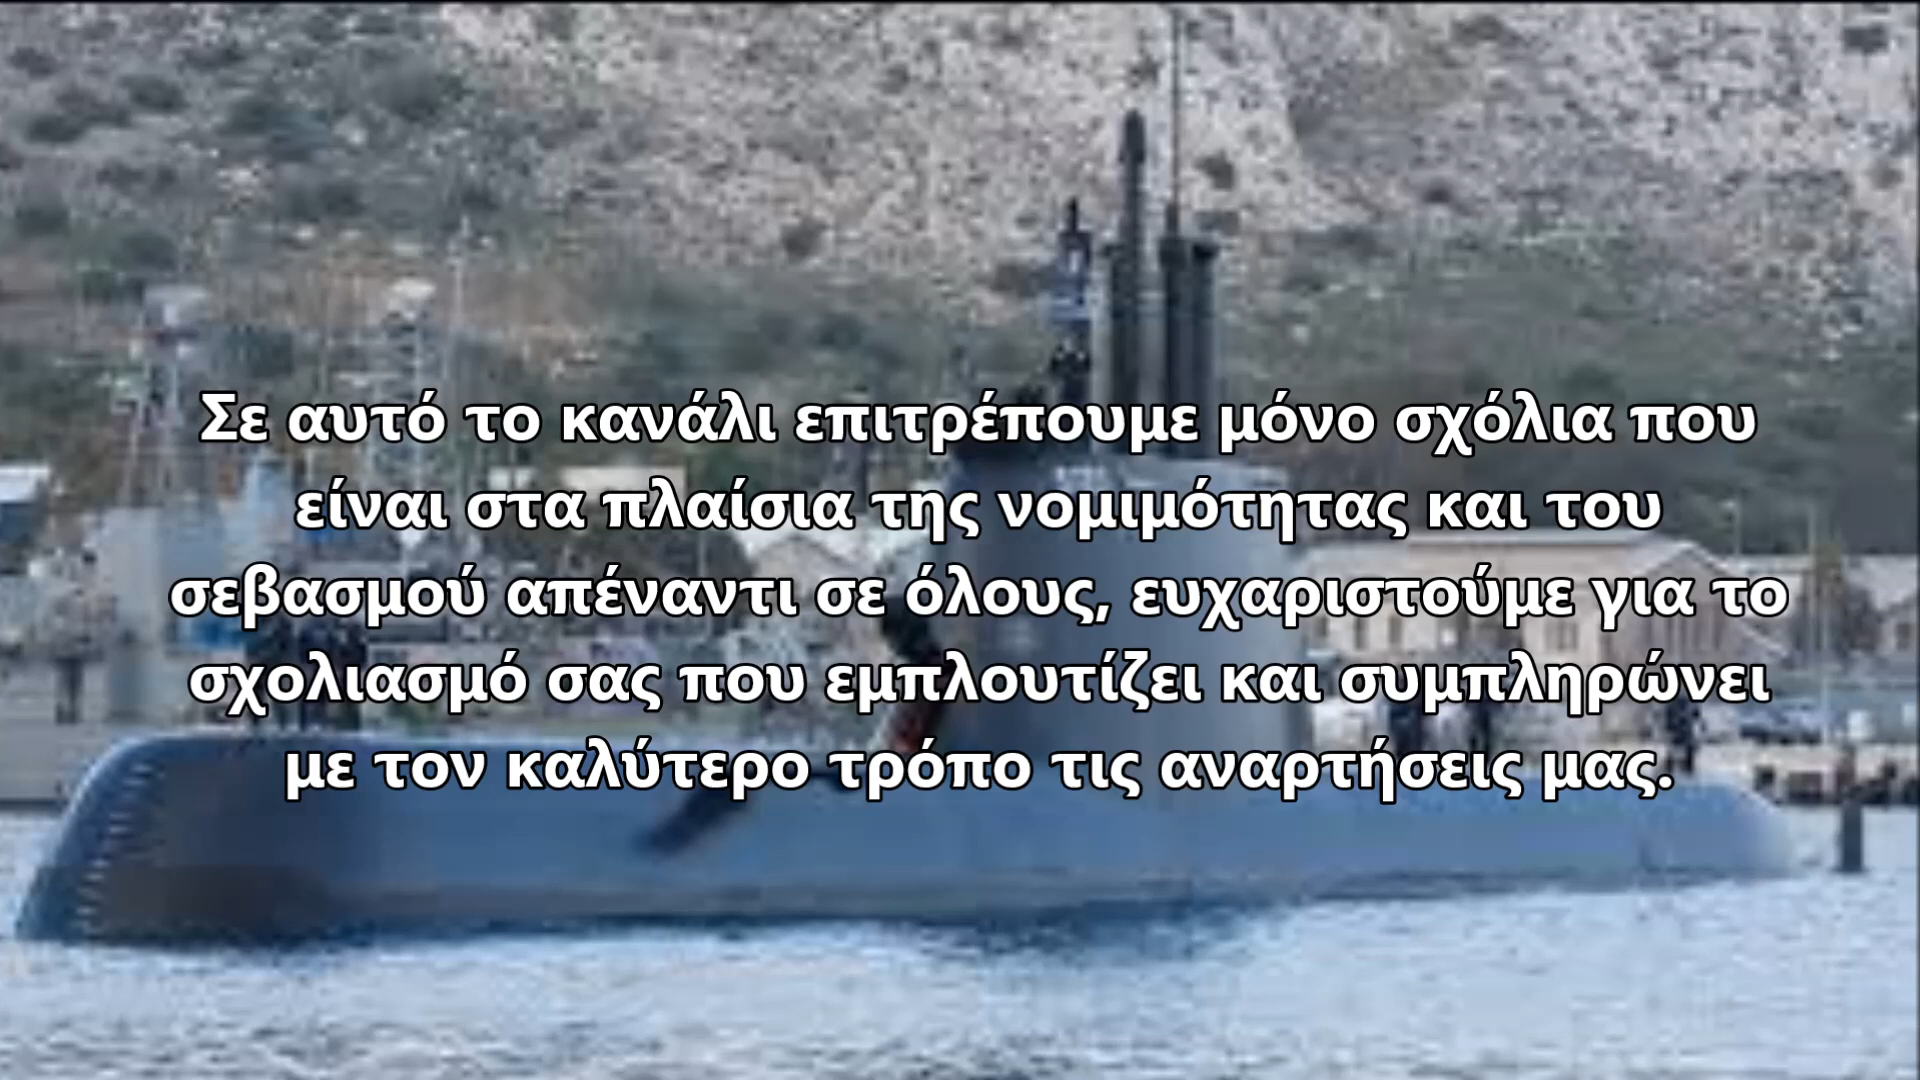 Σε αυτό το κανάλι επιτρέπουμε μόνο σχόλια που
είναι στα πλαίσια της νομιμότητας και του
σεβασμού απέναντι σε όλους, ευχαριστούμε για το
σχολιασμό σας που εμπλουτίζει και συμπληρώνει
με τον καλύτερο τρόπο τις αναρτήσεις μας.